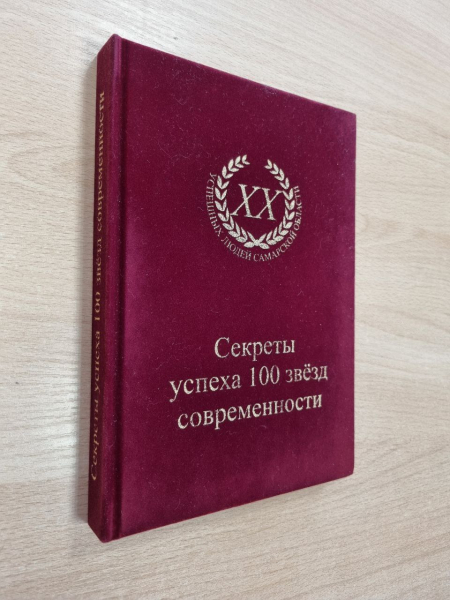 XX
УСПЕШНЫХ ЛЮДЕЙ САМАРСКОЙ ОБЛАСТИ
Секреты
успеха 100 звёзд
современности
Секреты успеха 100 звёзд современности